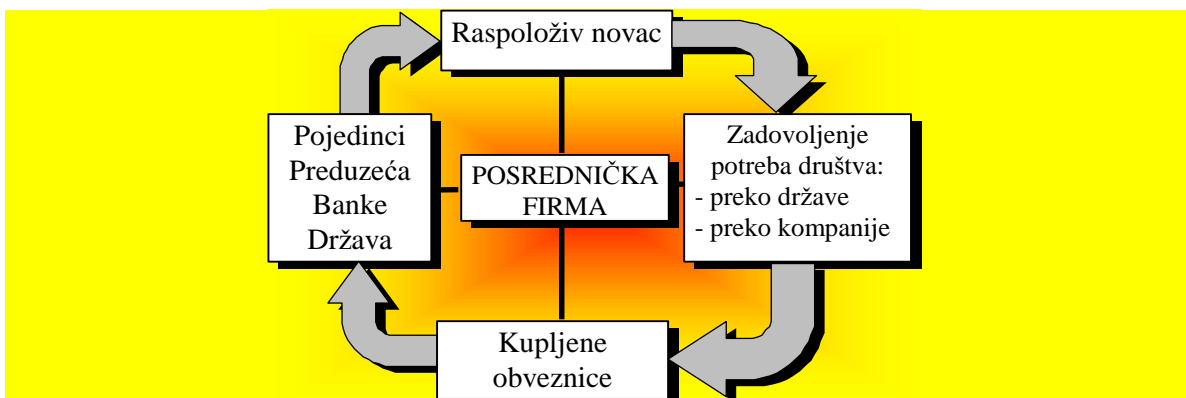 Raspoloživ novac
Pojedinci
Preduzeća
Banke
Država
POSREDNIČKA
FIRMA
Zadovoljenje
potreba društva:
- preko države
- preko kompanije
Kupljene
obveznice